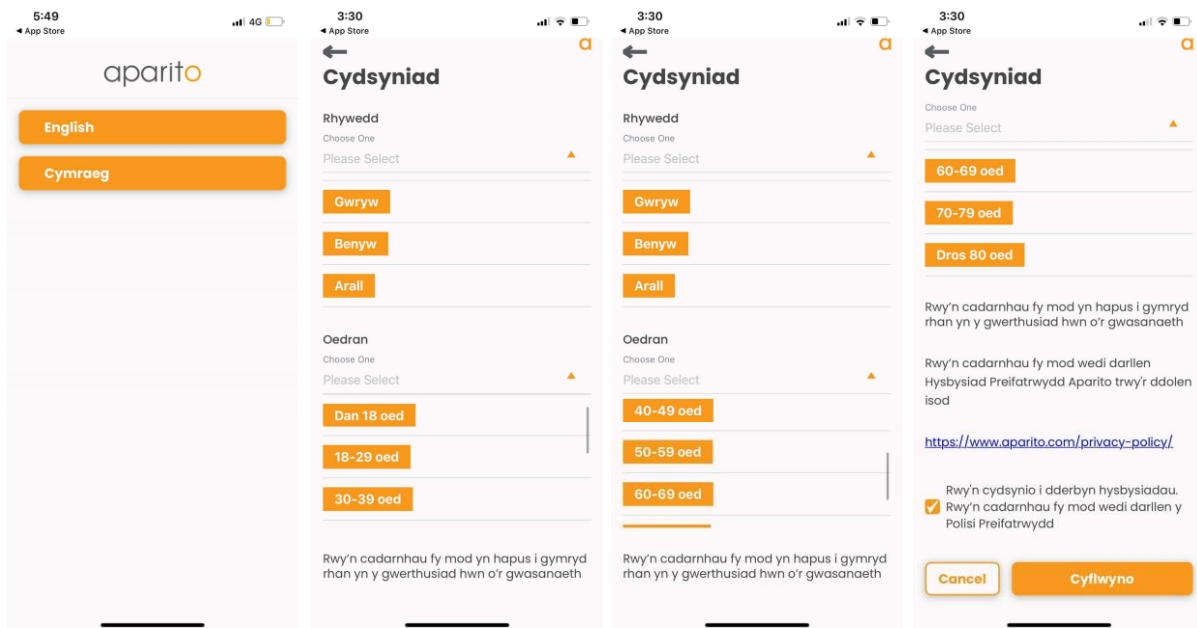 5:49
4G
◄ App Store
aparito
English
Cymraeg
3:30
◄ App Store
a
Cydsyniad
Rhywedd
Choose One
Please Select
Gwryw
Benyw
Arall
Oedran
Choose One
Please Select
Dan 18 oed
18-29 oed
30-39 oed
Rwy'n cadarnhau fy mod yn hapus i gymryd
rhan yn y gwerthusiad hwn o'r gwasanaeth
3:30
◄ App Store
a
Cydsyniad
Rhywedd
Choose One
Please Select
Gwryw
Benyw
Arall
Oedran
Choose One
Please Select
40-49 oed
50-59 oed
60-69 oed
Rwy'n cadarnhau fy mod yn hapus i gymryd
rhan yn y gwerthusiad hwn o'r gwasanaeth
3:30
◄ App Store
a
Cydsyniad
Choose One
Please Select
60-69 oed
70-79 oed
Dros 80 oed
Rwy'n cadarnhau fy mod yn hapus i gymryd
rhan yn y gwerthusiad hwn o'r gwasanaeth
Rwy'n cadarnhau fy mod wedi darllen
Hysbysiad Preifatrwydd Aparito trwy'r ddolen
isod
https://www.aparito.com/privacy-policy/
Rwy'n cydsynio i dderbyn hysbysiadau.
Rwy'n cadarnhau fy mod wedi darllen y
Polisi Preifatrwydd
Cancel
Cyflwyno